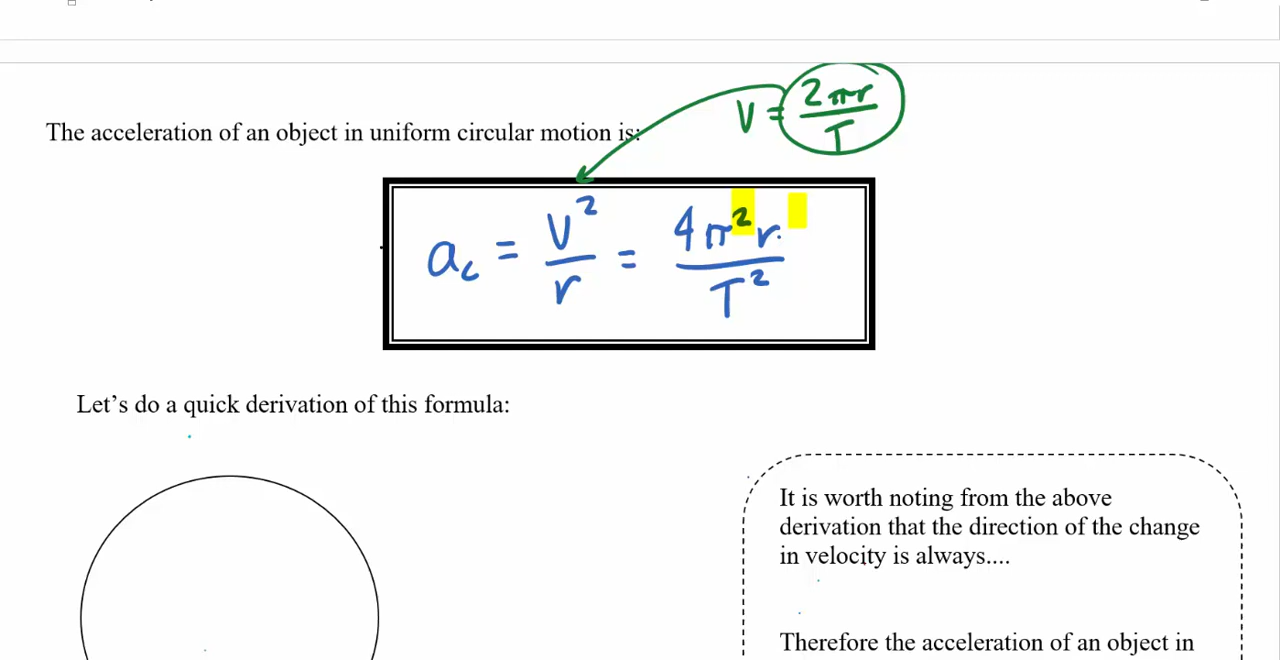 V = 2πr/T
The acceleration of an object in uniform circular motion is:
a_c = V²/r = 4π²r/T²
Let's do a quick derivation of this formula:
It is worth noting from the above
derivation that the direction of the change
in velocity is always....
Therefore the acceleration of an object in